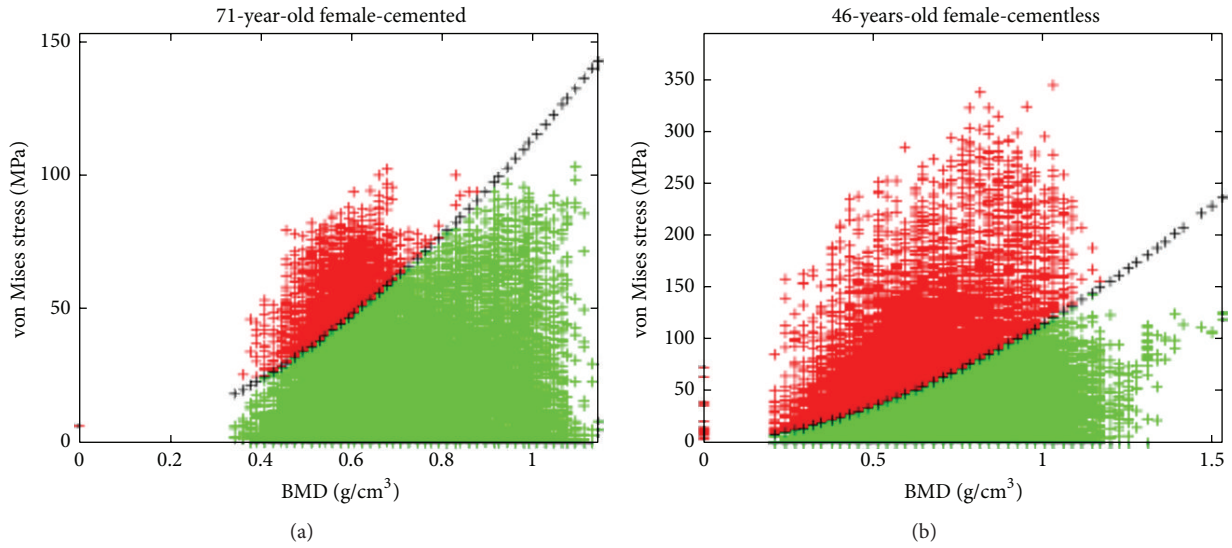 71-year-old female-cemented
150
100
50
0
von Mises stress (MPa)
0
0.2
0.4
0.6
0.8
1
BMD (g/cm³)
(a)
46-years-old female-cementless
350
300
250
200
150
100
50
0
von Mises stress (MPa)
0
0.5
1
1.5
BMD (g/cm³)
(b)